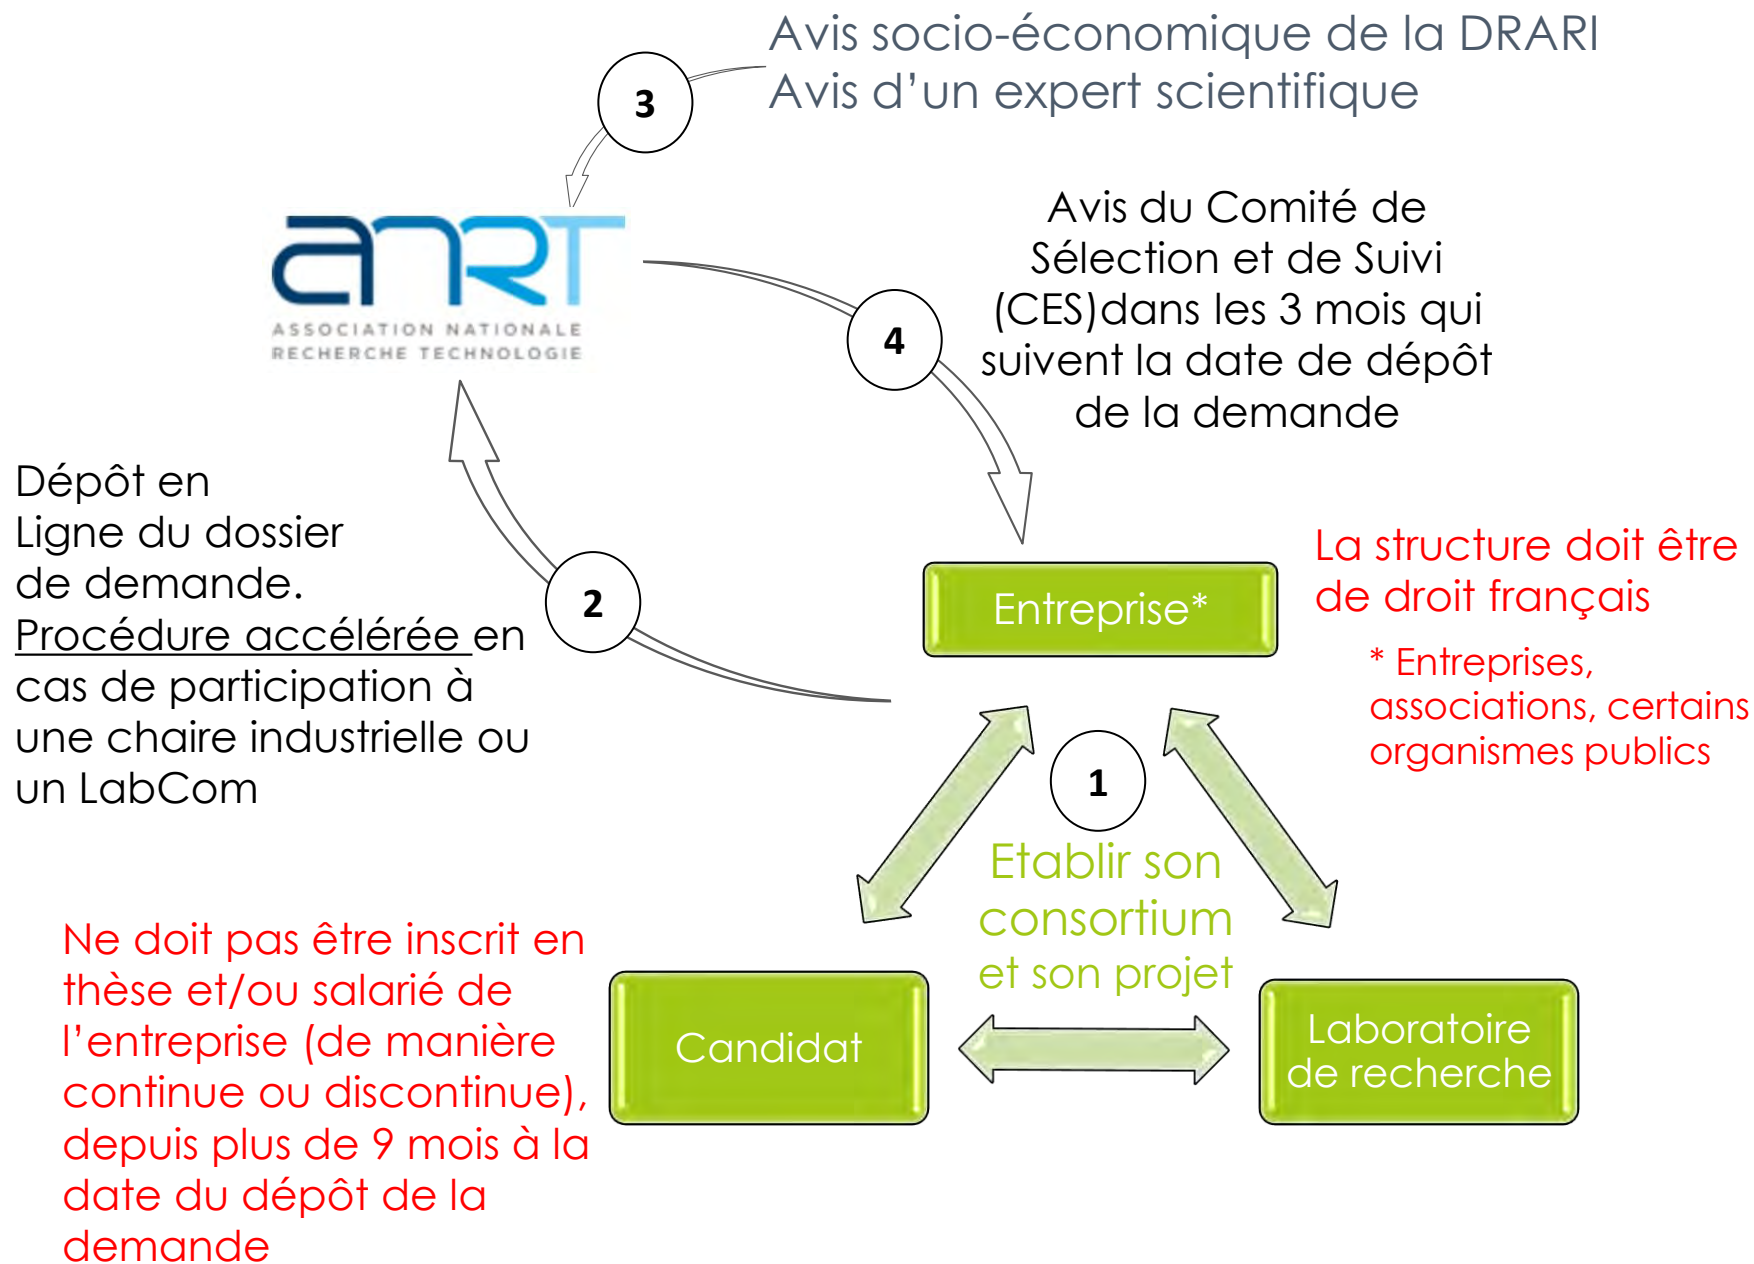 Avis socio-économique de la DRARI
Avis d’un expert scientifique
3
anrt
ASSOCIATION NATIONALE
RECHERCHE TECHNOLOGIE
Avis du Comité de
Sélection et de Suivi
(CES)dans les 3 mois qui
suivent la date de dépôt
de la demande
4
Dépôt en
Ligne du dossier
de demande.
Procédure accélérée en
cas de participation à
une chaire industrielle ou
un LabCom
2
Entreprise*
La structure doit être
de droit français
* Entreprises,
associations, certains
organismes publics
1
Etablir son
consortium
et son projet
Ne doit pas être inscrit en
thèse et/ou salarié de
l’entreprise (de manière
continue ou discontinue),
depuis plus de 9 mois à la
date du dépôt de la
demande
Candidat
Laboratoire
de recherche